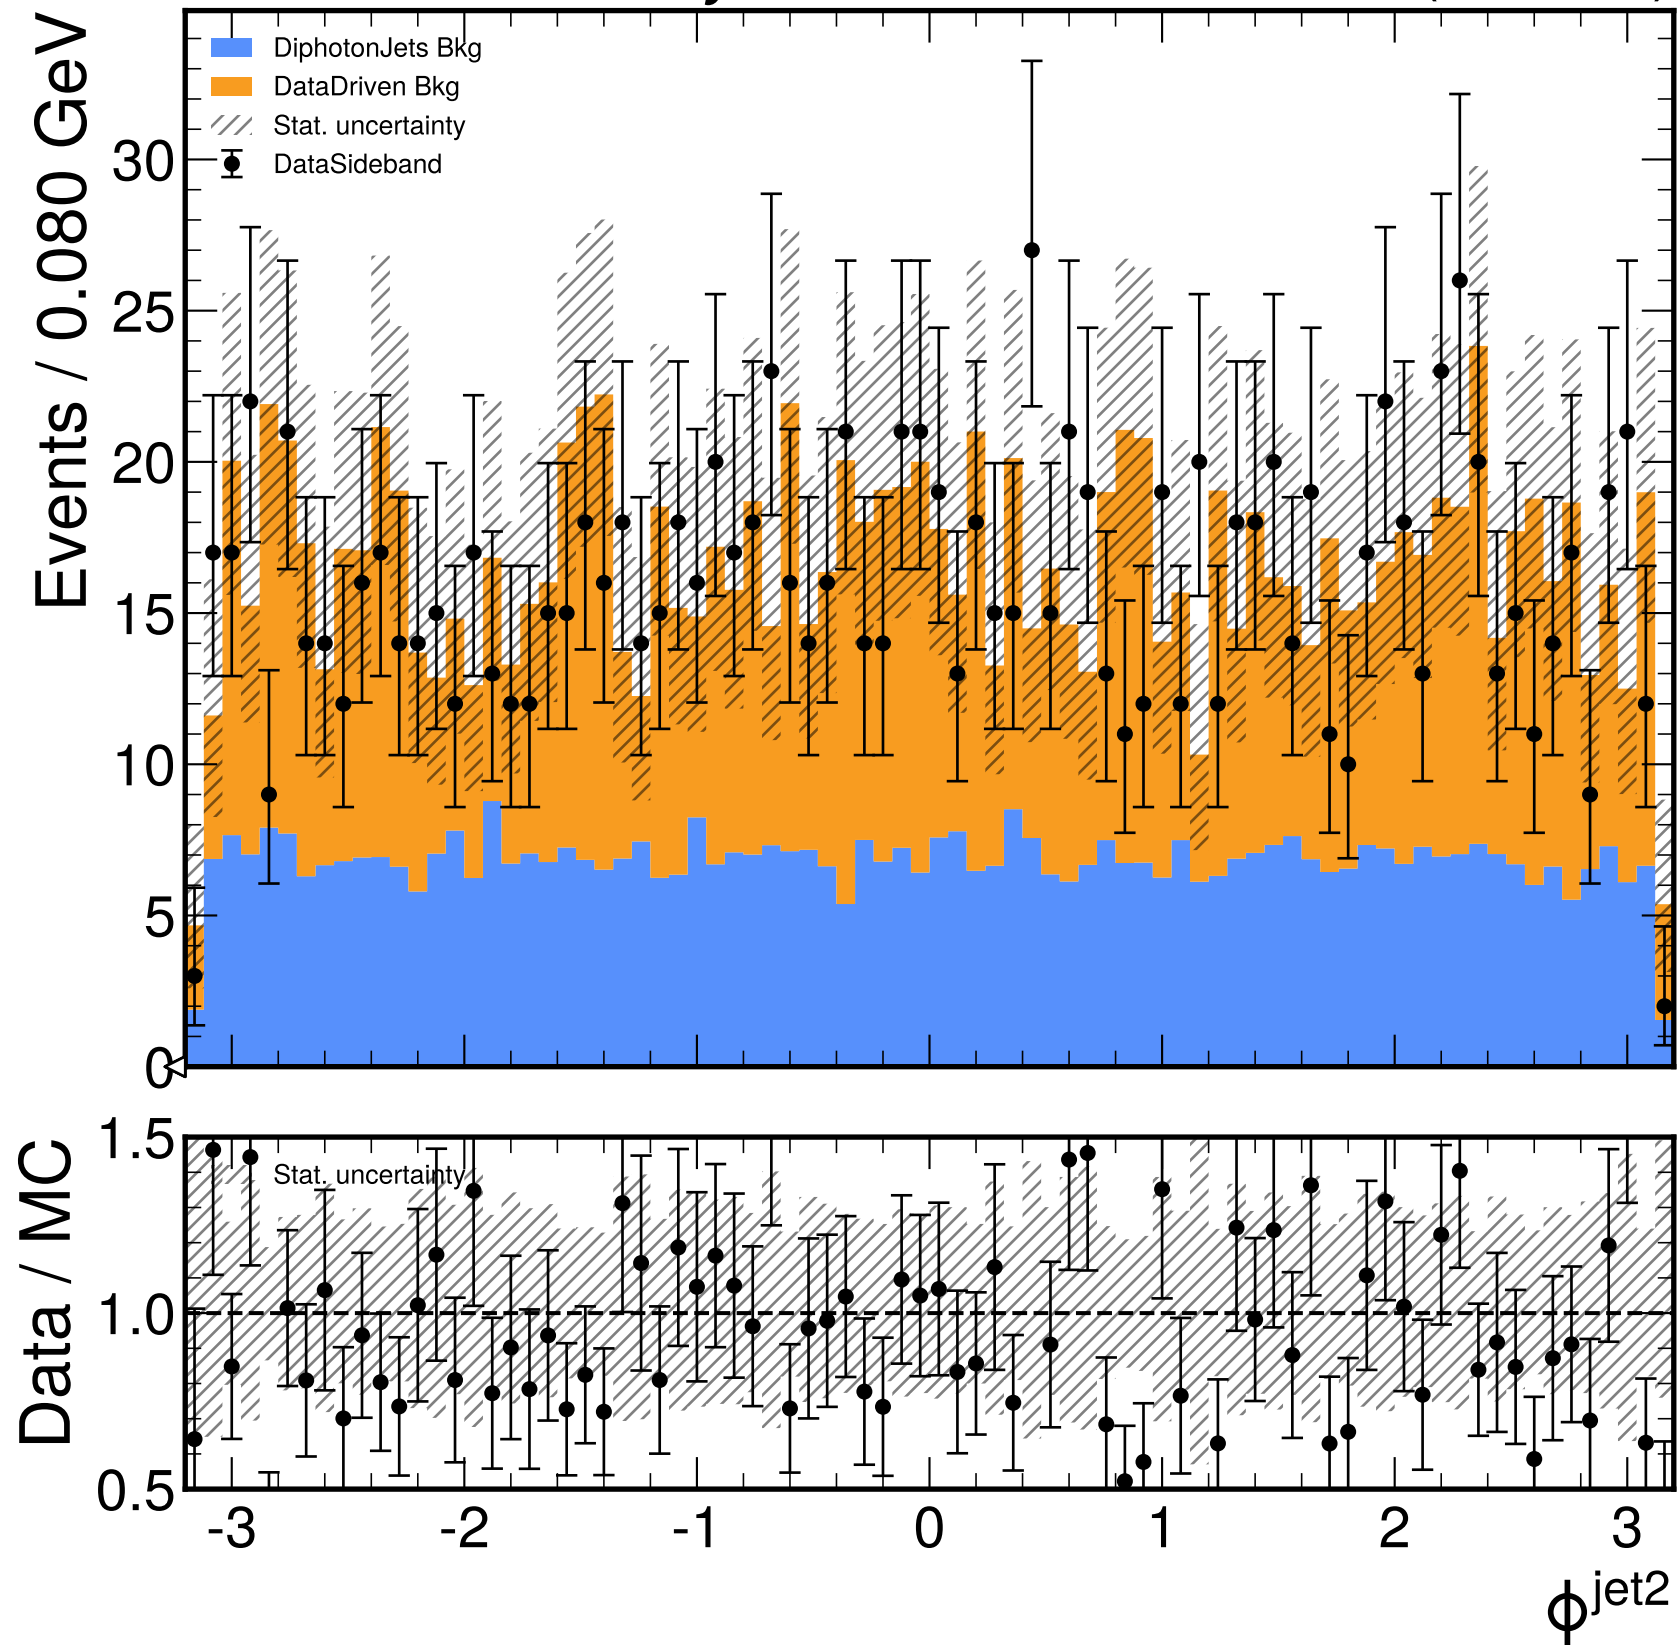 DiphotonJets Bkg
DataDriven Bkg
Stat. uncertainty
DataSideband
Events / 0.080 GeV
30
25
20
15
10
5
0
Data / MC
Stat. uncertainty
1.5
1.0
0.5
-3 -2 -1 0 1 2 3
ϕ^jet2